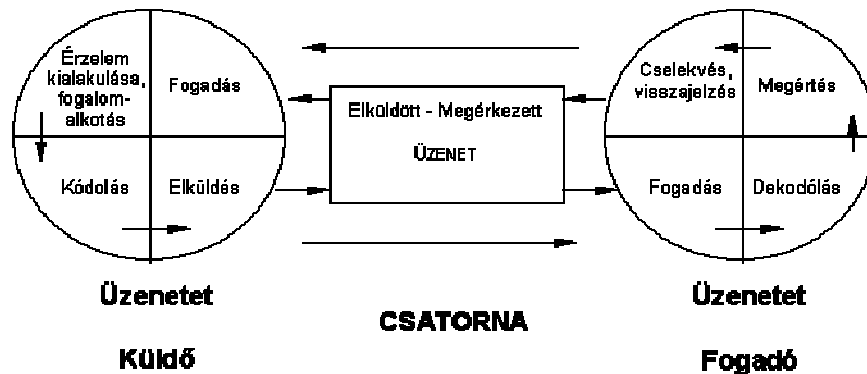 Érzelem
kialakulása,
fogalom-
alkotás
Fogadás
Kódolás
Elküldés
Elküldött - Megérkezett
ÜZENET
Cselekvés,
visszajelzés
Megértés
Fogadás
Dekodólás
Üzenetet
Küldő
CSATORNA
Üzenetet
Fogadó